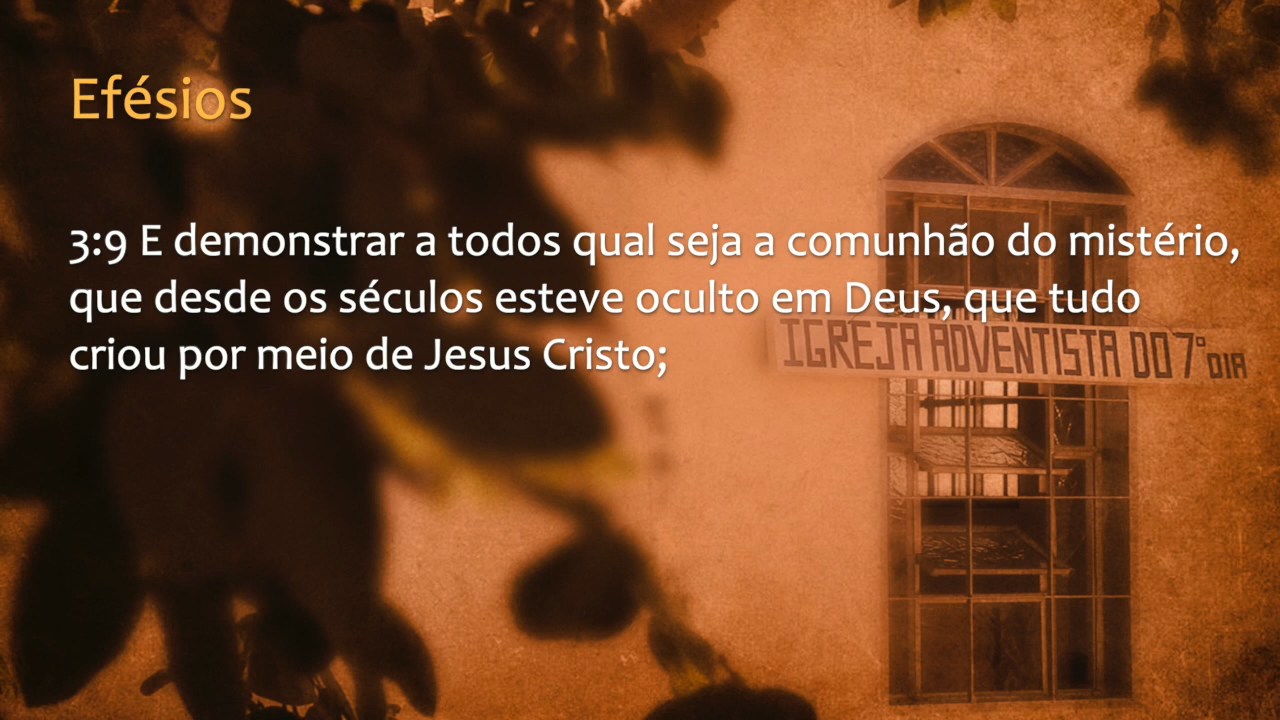 Efésios
3:9 E demonstrar a todos qual seja a comunhão do mistério,
que desde os séculos esteve oculto em Deus, que tudo
criou por meio de Jesus Cristo;
IGREJA ADVENTISTA DO 7° DIA